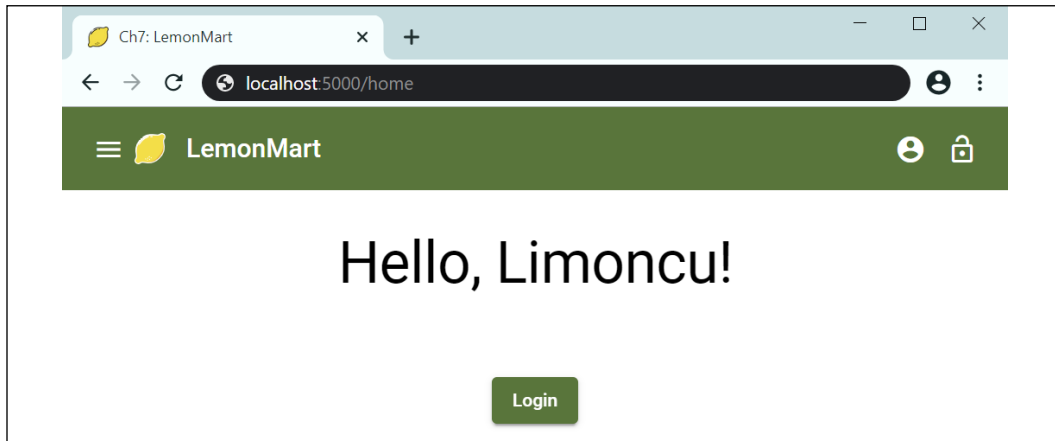 Ch7: LemonMart
localhost:5000/home
LemonMart
Hello, Limoncu!
Login